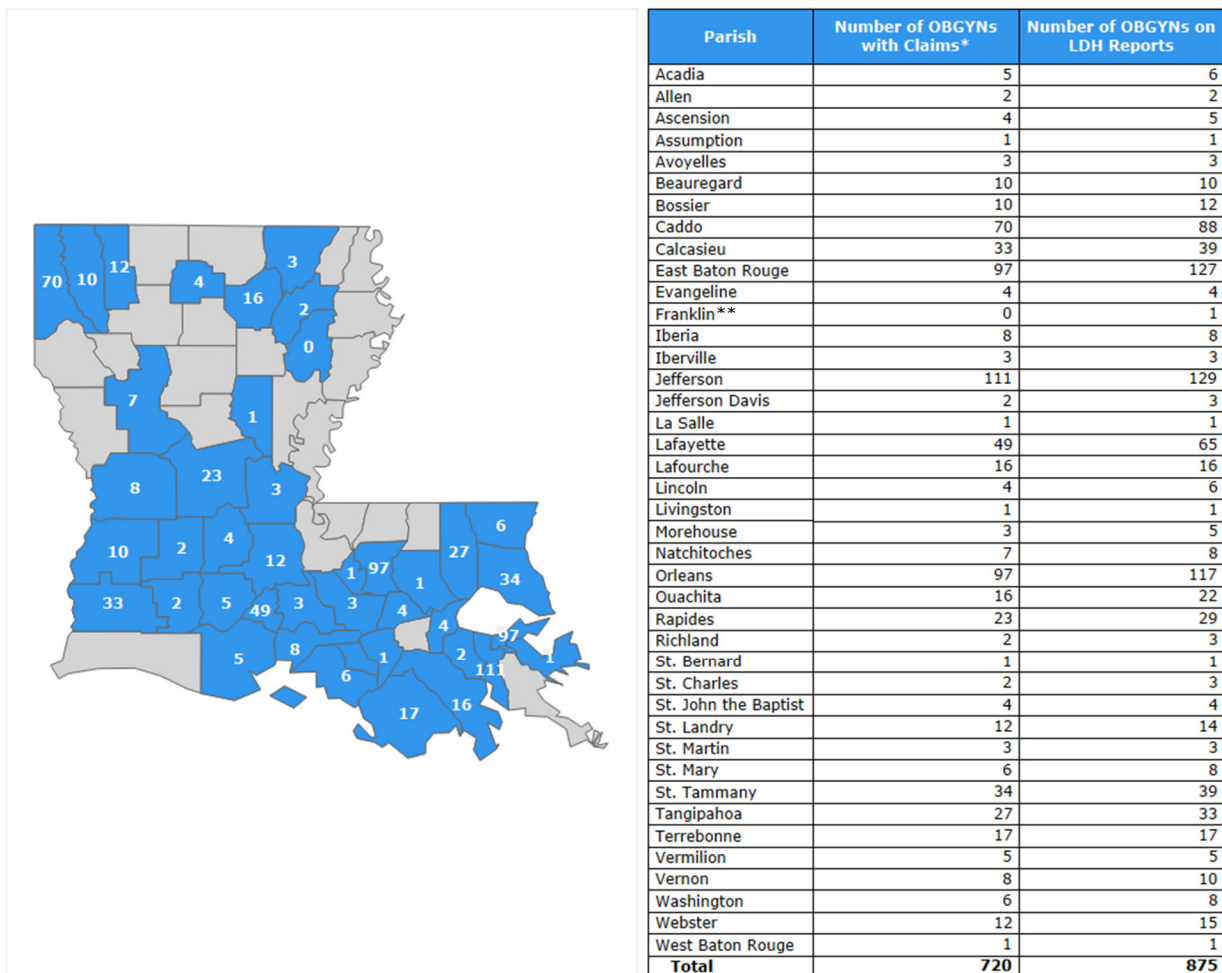 70 10 12 4 3
16 2
0
7 1
8 23 3
10 2 4 12
6
27
1 97 1 34
33 2 5 49 3 3 4
4 97
5 8 1 2 111 1
6
17 16
Parish Number of OBGYNs with Claims* Number of OBGYNs on LDH Reports
Acadia 5 6
Allen 2 2
Ascension 4 5
Assumption 1 1
Avoyelles 3 3
Beauregard 10 10
Bossier 10 12
Caddo 70 88
Calcasieu 33 39
East Baton Rouge 97 127
Evangeline 4 4
Franklin** 0 1
Iberia 8 8
Iberville 3 3
Jefferson 111 129
Jefferson Davis 2 3
La Salle 1 1
Lafayette 49 65
Lafourche 16 16
Lincoln 4 6
Livingston 1 1
Morehouse 3 5
Natchitoches 7 8
Orleans 97 117
Ouachita 16 22
Rapides 23 29
Richland 2 3
St. Bernard 1 1
St. Charles 2 3
St. John the Baptist 4 4
St. Landry 12 14
St. Martin 3 3
St. Mary 6 8
St. Tammany 34 39
Tangipahoa 27 33
Terrebonne 17 17
Vermilion 5 5
Vernon 8 10
Washington 6 8
Webster 12 15
West Baton Rouge 1 1
Total 720 875